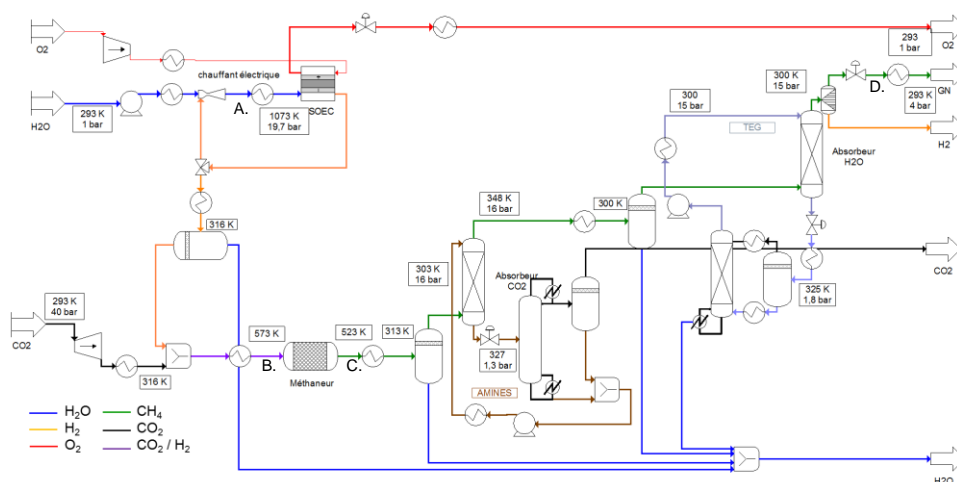 O2
chauffant électrique
H2O
293 K
1 bar
A.
1073 K
19,7 bar
SOEC
293
1 bar
O2
300 K
15 bar
D.
293 K
4 bar
GN
300
15 bar
TEG
H2
Absorbeur
H2O
316 K
348 K
16 bar
300 K
303 K
16 bar
Absorbeur
CO2
CO2
325 K
1,8 bar
293 K
40 bar
CO2
573 K
523 K
313 K
316 K
B.
C.
Méthaneur
327
1,3 bar
AMINES
H2O
H2
O2
CH4
CO2
CO2 / H2
H2O